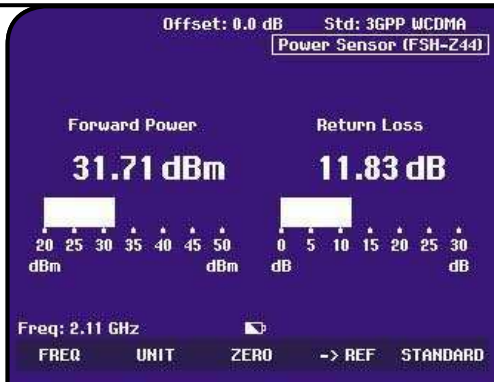 Offset: 0.0 dB Std: 3GPP WCDMA
Power Sensor (FSH-Z44)
Forward Power Return Loss
31.71 dBm 11.83 dB
20 25 30 35 40 45 50 0 5 10 15 20 25 30
dBm dBm dB dB
Freq: 2.11 GHz
FREQ UNIT ZERO -> REF STANDARD